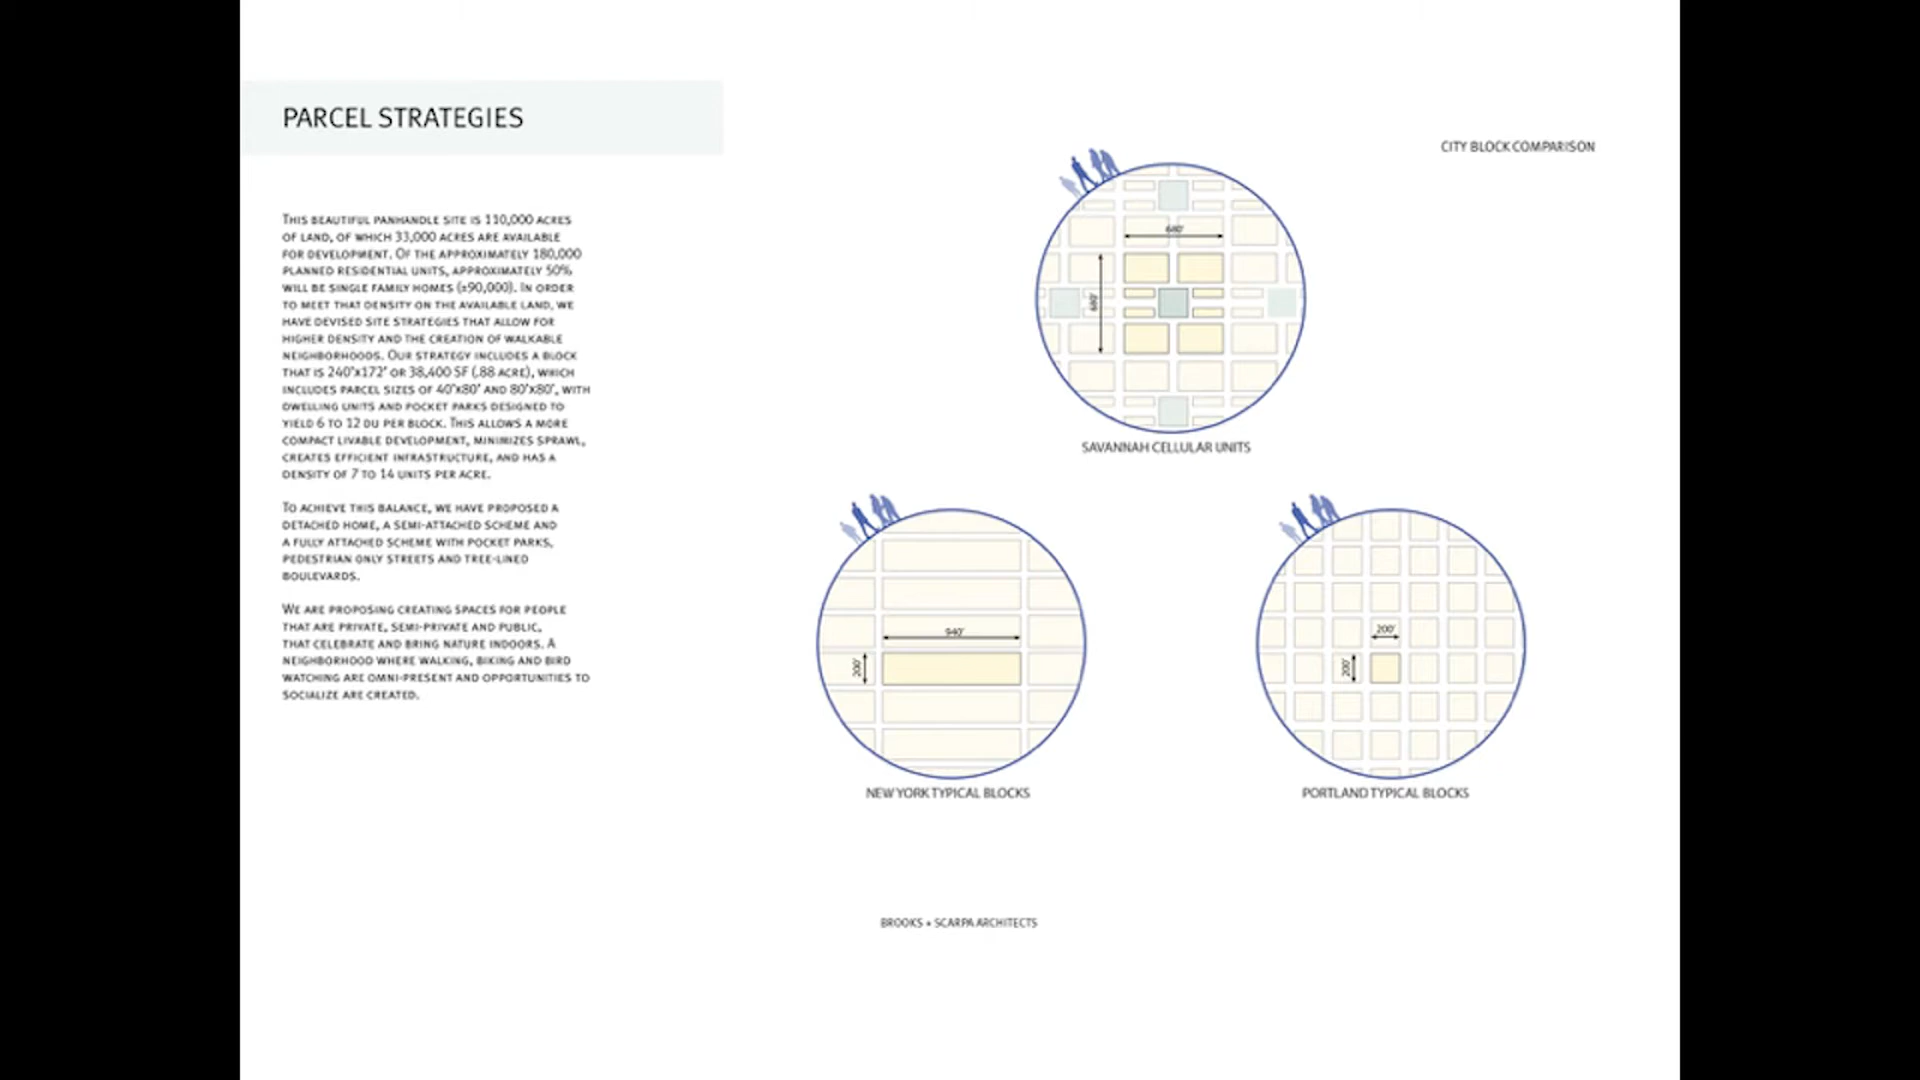 PARCEL STRATEGIES
THIS BEAUTIFUL PANHANDLE SITE IS 110,000 ACRES
OF LAND, OF WHICH 33,000 ACRES ARE AVAILABLE
FOR DEVELOPMENT. OF THE APPROXIMATELY 180,000
PLANNED RESIDENTIAL UNITS, APPROXIMATELY 50%
WILL BE SINGLE FAMILY HOMES (±90,000). IN ORDER
TO MEET THAT DENSITY ON THE AVAILABLE LAND, WE
HAVE DEVISED SITE STRATEGIES THAT ALLOW FOR
HIGHER DENSITY AND THE CREATION OF WALKABLE
NEIGHBORHOODS. OUR STRATEGY INCLUDES A BLOCK
THAT IS 240'X172' OR 38,400 SF (.88 ACRE), WHICH
INCLUDES PARCEL SIZES OF 40'X80' AND 80'X80', WITH
DWELLING UNITS AND POCKET PARKS DESIGNED TO
YIELD 6 TO 12 DU PER BLOCK. THIS ALLOWS A MORE
COMPACT LIVABLE DEVELOPMENT, MINIMIZES SPRAWL,
CREATES EFFICIENT INFRASTRUCTURE, AND HAS A
DENSITY OF 7 TO 14 UNITS PER ACRE.
TO ACHIEVE THIS BALANCE, WE HAVE PROPOSED A
DETACHED HOME, A SEMI-ATTACHED SCHEME AND
A FULLY ATTACHED SCHEME WITH POCKET PARKS,
PEDESTRIAN ONLY STREETS AND TREE-LINED
BOULEVARDS.
WE ARE PROPOSING CREATING SPACES FOR PEOPLE
THAT ARE PRIVATE, SEMI-PRIVATE AND PUBLIC,
THAT CELEBRATE AND BRING NATURE INDOORS. A
NEIGHBORHOOD WHERE WALKING, BIKING AND BIRD
WATCHING ARE OMNI-PRESENT AND OPPORTUNITIES TO
SOCIALIZE ARE CREATED.
CITY BLOCK COMPARISON
680'
680'
SAVANNAH CELLULAR UNITS
940'
200'
NEW YORK TYPICAL BLOCKS
200'
200'
PORTLAND TYPICAL BLOCKS
BROOKS + SCARPA ARCHITECTS